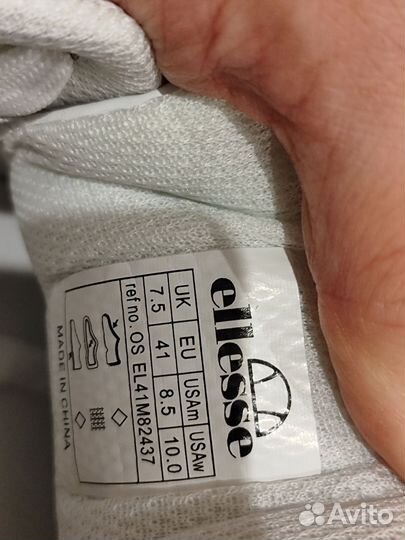 ellesse
UK EU USAm USAw
7.5 41 8.5 10.0
ref no. OS EL41M82437
MADE IN CHINA
Avito